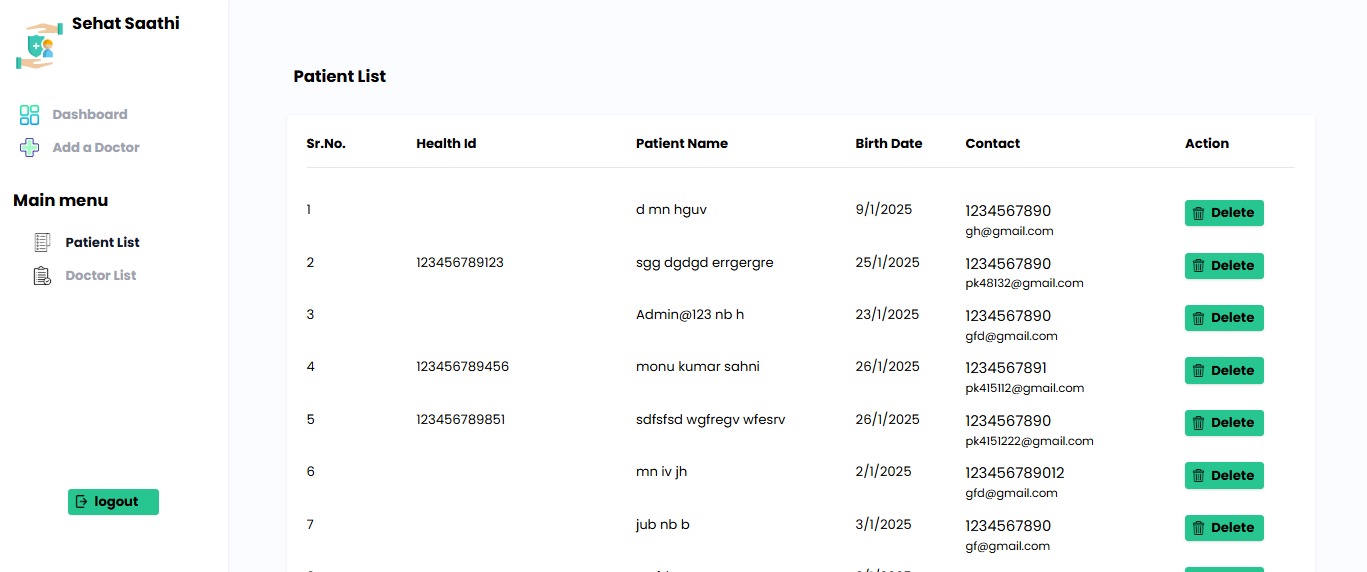 Sehat Saathi
Dashboard
Add a Doctor
Main menu
Patient List
Doctor List
logout
Patient List
Sr.No. Health Id Patient Name Birth Date Contact Action
1 d mn hguv 9/1/2025 1234567890 Delete
gh@gmail.com
2 123456789123 sgg dgdgd errgergre 25/1/2025 1234567890 Delete
pk48132@gmail.com
3 Admin@123 nb h 23/1/2025 1234567890 Delete
gfd@gmail.com
4 123456789456 monu kumar sahni 26/1/2025 1234567891 Delete
pk415112@gmail.com
5 123456789851 sdfsfsd wgfregv wfesrv 26/1/2025 1234567890 Delete
pk4151222@gmail.com
6 mn iv jh 2/1/2025 123456789012 Delete
gfd@gmail.com
7 jub nb b 3/1/2025 1234567890 Delete
gf@gmail.com